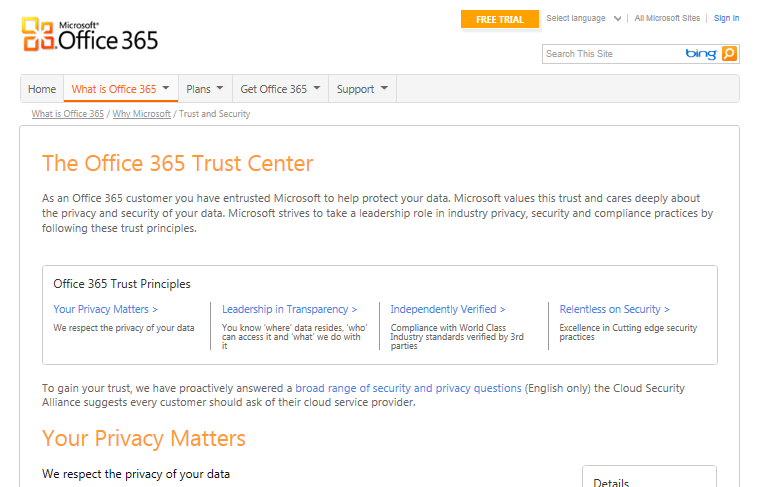 Microsoft®
Office 365
FREE TRIAL
Select language
All Microsoft Sites
Sign In
Search This Site
bing
Home
What is Office 365
Plans
Get Office 365
Support
What is Office 365 / Why Microsoft / Trust and Security
The Office 365 Trust Center
As an Office 365 customer you have entrusted Microsoft to help protect your data. Microsoft values this trust and cares deeply about
the privacy and security of your data. Microsoft strives to take a leadership role in industry privacy, security and compliance practices by
following these trust principles.
Office 365 Trust Principles
Your Privacy Matters >
We respect the privacy of your data
Leadership in Transparency >
You know 'where' data resides, 'who'
can access it and 'what' we do with
it
Independently Verified >
Compliance with World Class
Industry standards verified by 3rd
parties
Relentless on Security >
Excellence in Cutting edge security
practices
To gain your trust, we have proactively answered a broad range of security and privacy questions (English only) the Cloud Security
Alliance suggests every customer should ask of their cloud service provider.
Your Privacy Matters
We respect the privacy of your data
Details